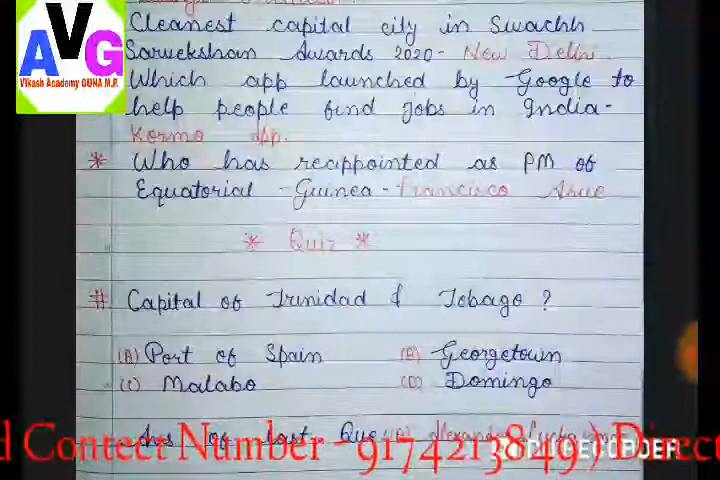 AVG
Vikash Academy GUNA M.P.
Cleanest capital city in Swachh
Sarvekshan Awards 2020 - New Delhi.
Which app launched by Google to
help people find Jobs in India -
Kormo app.
* Who has reappointed as PM of
Equatorial - Guinea - Francisco Asue
* Quiz *
# Capital of Trinidad & Tobago ?
(A) Port of Spain (B) Georgetown
(C) Malabo (D) Domingo
Ans of last Que
d Contect Number -9174213849 ) Direct
RECORDER